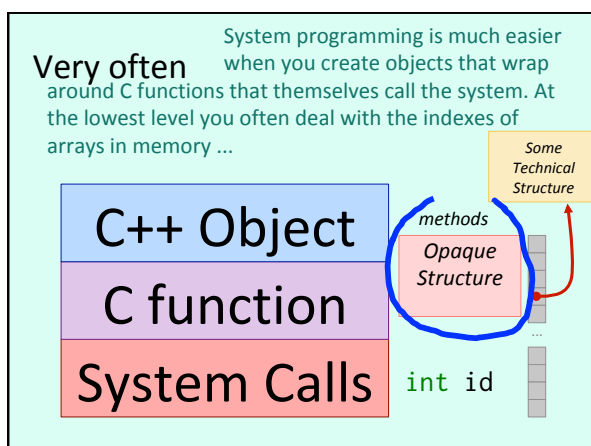 System programming is much easier
Very often when you create objects that wrap
around C functions that themselves call the system. At
the lowest level you often deal with the indexes of
arrays in memory ...
Some
Technical
Structure
C++ Object
methods
Opaque
Structure
C function
...
System Calls
int id